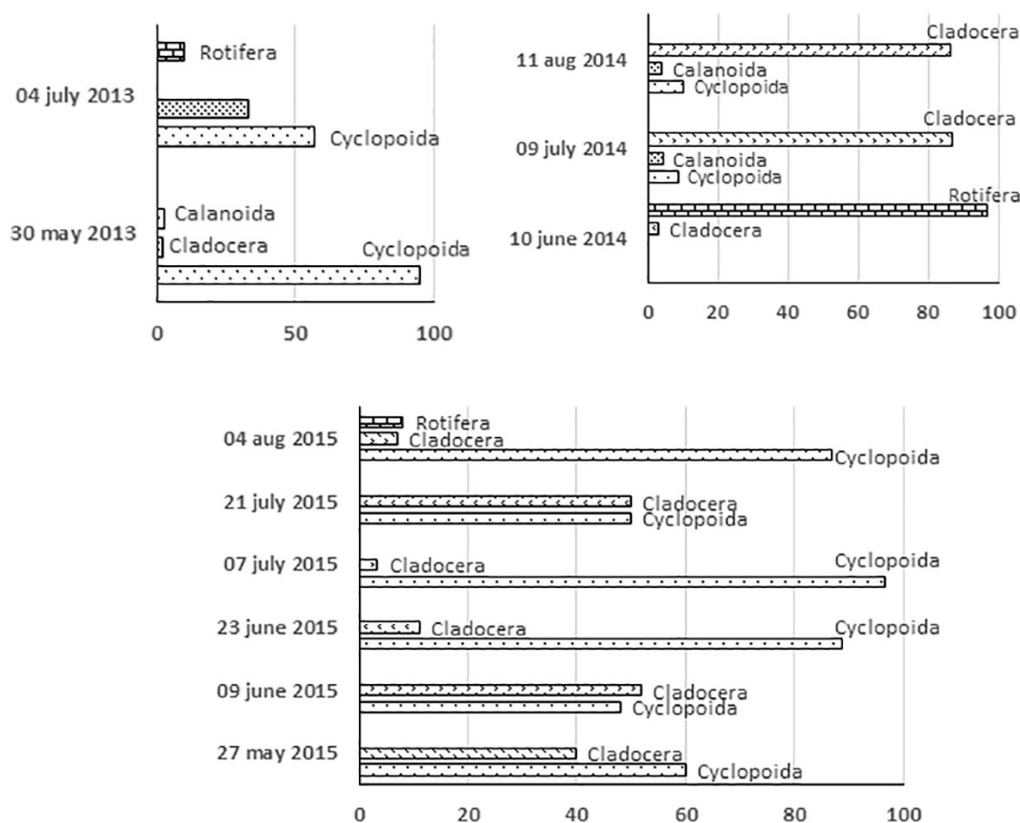 Rotifera
04 july 2013
Cyclopoida
Calanoida
30 may 2013
Cladocera
Cyclopoida
0 50 100
Cladocera
11 aug 2014
Calanoida
Cyclopoida
Cladocera
09 july 2014
Calanoida
Cyclopoida
Rotifera
10 june 2014
Cladocera
0 20 40 60 80 100
Rotifera
04 aug 2015
Cladocera
Cyclopoida
21 july 2015
Cladocera
Cyclopoida
07 july 2015
Cyclopoida
Cladocera
23 june 2015
Cyclopoida
Cladocera
09 june 2015
Cladocera
Cyclopoida
27 may 2015
Cladocera
Cyclopoida
0 20 40 60 80 100